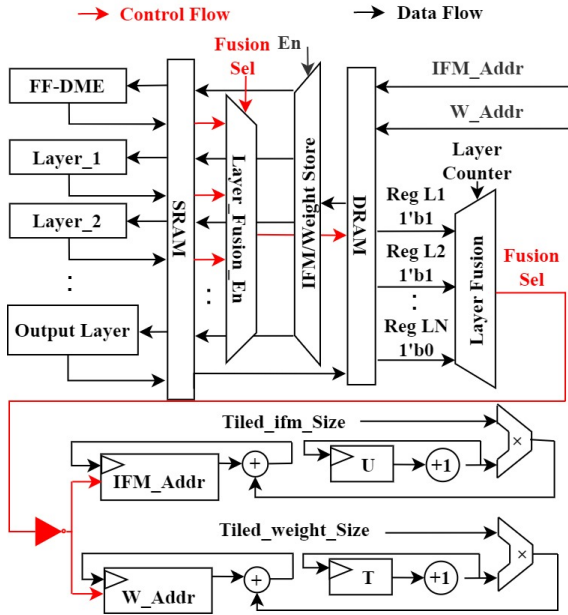 Control Flow
Data Flow
Fusion
Sel
En
FF-DME
IFM_Addr
W_Addr
Layer
Counter
Layer_1
Layer_2
:
Output Layer
SRAM
:
Layer_Fusion_En
IFM/Weight Store
DRAM
Reg L1
1'b1
Reg L2
1'b1
:
Reg LN
1'b0
Layer Fusion
Fusion
Sel
Tiled_ifm_Size
IFM_Addr
+
U
+1
×
Tiled_weight_Size
W_Addr
+
T
+1
×